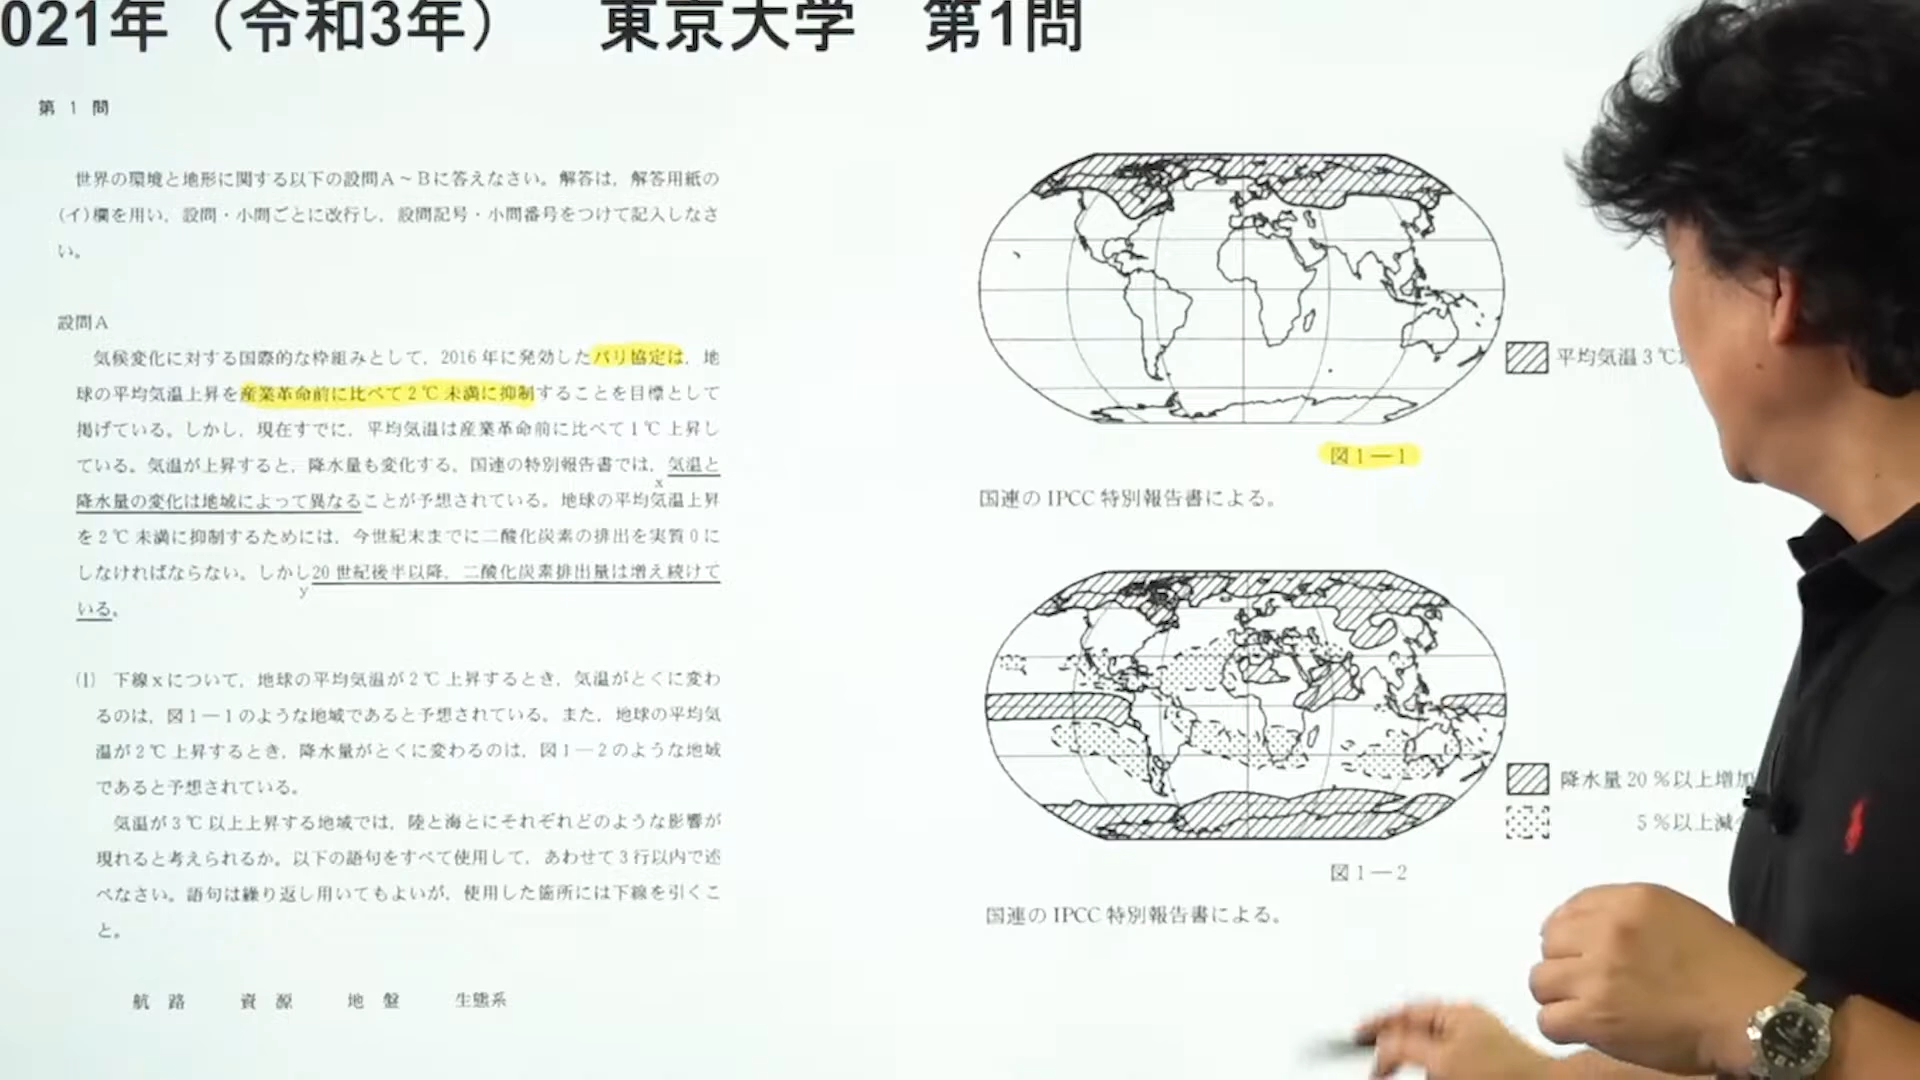 021年(令和3年) 東京大学 第1問
第 1 問
世界の環境と地形に関する以下の設問A~Bに答えなさい。解答は,解答用紙の
(イ)欄を用い,設問・小問ごとに改行し,設問記号・小問番号をつけて記入しなさ
い。
設問A
気候変化に対する国際的な枠組みとして,2016年に発効したパリ協定は,地
球の平均気温上昇を産業革命前に比べて2℃未満に抑制することを目標として
掲げている。しかし,現在すでに,平均気温は産業革命前に比べて1℃上昇し
ている。気温が上昇すると,降水量も変化する。国連の特別報告書では,気温と
x
降水量の変化は地域によって異なることが予想されている。地球の平均気温上昇
を2℃未満に抑制するためには,今世紀末までに二酸化炭素の排出を実質0に
しなければならない。しかし20世紀後半以降,二酸化炭素排出量は増え続けて
y
いる。
(1) 下線xについて,地球の平均気温が2℃上昇するとき,気温がとくに変わ
るのは,図1―1のような地域であると予想されている。また,地球の平均気
温が2℃上昇するとき,降水量がとくに変わるのは,図1―2のような地域
であると予想されている。
気温が3℃以上上昇する地域では,陸と海とにそれぞれどのような影響が
現れると考えられるか。以下の語句をすべて使用して,あわせて3行以内で述
べなさい。語句は繰り返し用いてもよいが,使用した箇所には下線を引くこ
と。
航路 資源 地盤 生態系
平均気温3℃
図1―1
国連のIPCC特別報告書による。
降水量20%以上増加
5%以上減
図1―2
国連のIPCC特別報告書による。